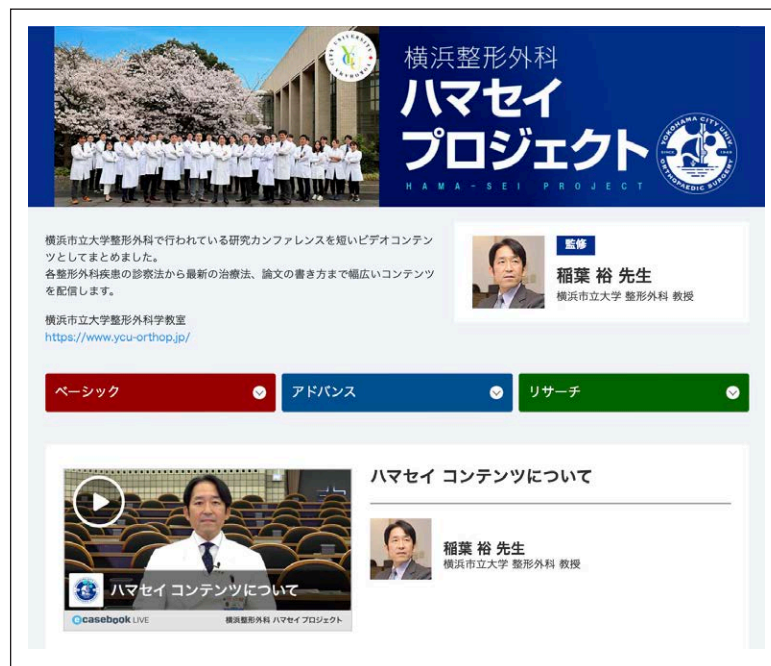 横浜整形外科
ハマセイ
プロジェクト
HAMA-SEI PROJECT
YOKOHAMA CITY UNIV.
SINCE 1946
ORTHOPAEDIC SURGERY
横浜市立大学整形外科で行われている研究カンファレンスを短いビデオコンテン
ツとしてまとめました。
各整形外科疾患の診察法から最新の治療法、論文の書き方まで幅広いコンテンツ
を配信します。
横浜市立大学整形外科学教室
https://www.ycu-orthop.jp/
監修
稲葉 裕 先生
横浜市立大学 整形外科 教授
ベーシック
アドバンス
リサーチ
ハマセイ コンテンツについて
ecasebook LIVE
横浜整形外科 ハマセイプロジェクト
ハマセイ コンテンツについて
稲葉 裕 先生
横浜市立大学 整形外科 教授